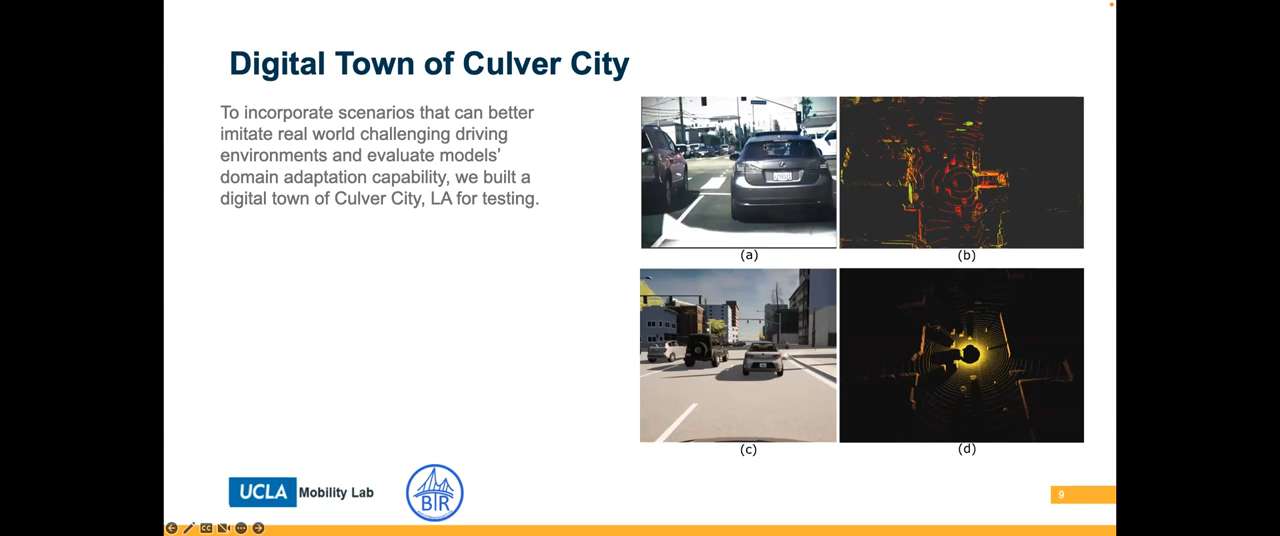 Digital Town of Culver City
To incorporate scenarios that can better
imitate real world challenging driving
environments and evaluate models’
domain adaptation capability, we built a
digital town of Culver City, LA for testing.
(a)
(b)
(c)
(d)
UCLA Mobility Lab
BTR
9
CC